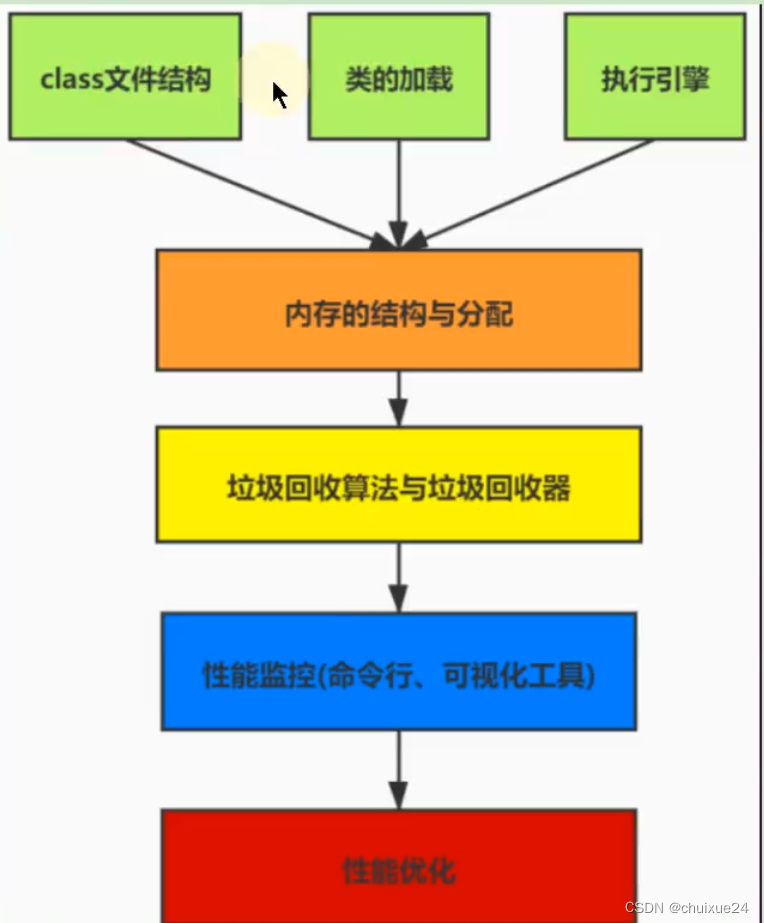 class文件结构
类的加载
执行引擎
内存的结构与分配
垃圾回收算法与垃圾回收器
性能监控(命令行、可视化工具)
性能优化
CSDN @chuixue24